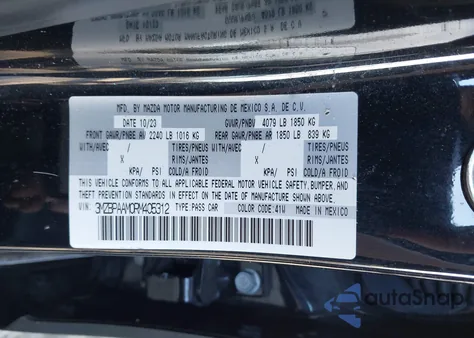 MFD. BY MAZDA MOTOR MANUFACTURING DE MEXICO S.A. DE C.V.
DATE 10/23 GVWR/PNBV 4079 LB 1850 KG
FRONT GAWR/PNBE AV 2240 LB 1016 KG REAR GAWR/PNBE AR 1850 LB 839 KG
WITH/AVEC / TIRES/PNEUS WITH/AVEC / TIRES/PNEUS
X RIMS/JANTES X RIMS/JANTES
KPA/ PSI COLD/A FROID KPA/ PSI COLD/A FROID
THIS VEHICLE CONFORMS TO ALL APPLICABLE FEDERAL MOTOR VEHICLE SAFETY, BUMPER, AND
THEFT PREVENTION STANDARDS IN EFFECT ON THE DATE OF MANUFACTURE SHOWN ABOVE.
VIN: 3MZBPAAM0RM405312 TYPE PASS CAR COLOR CODE: 41W MADE IN MEXICO
autoSnap